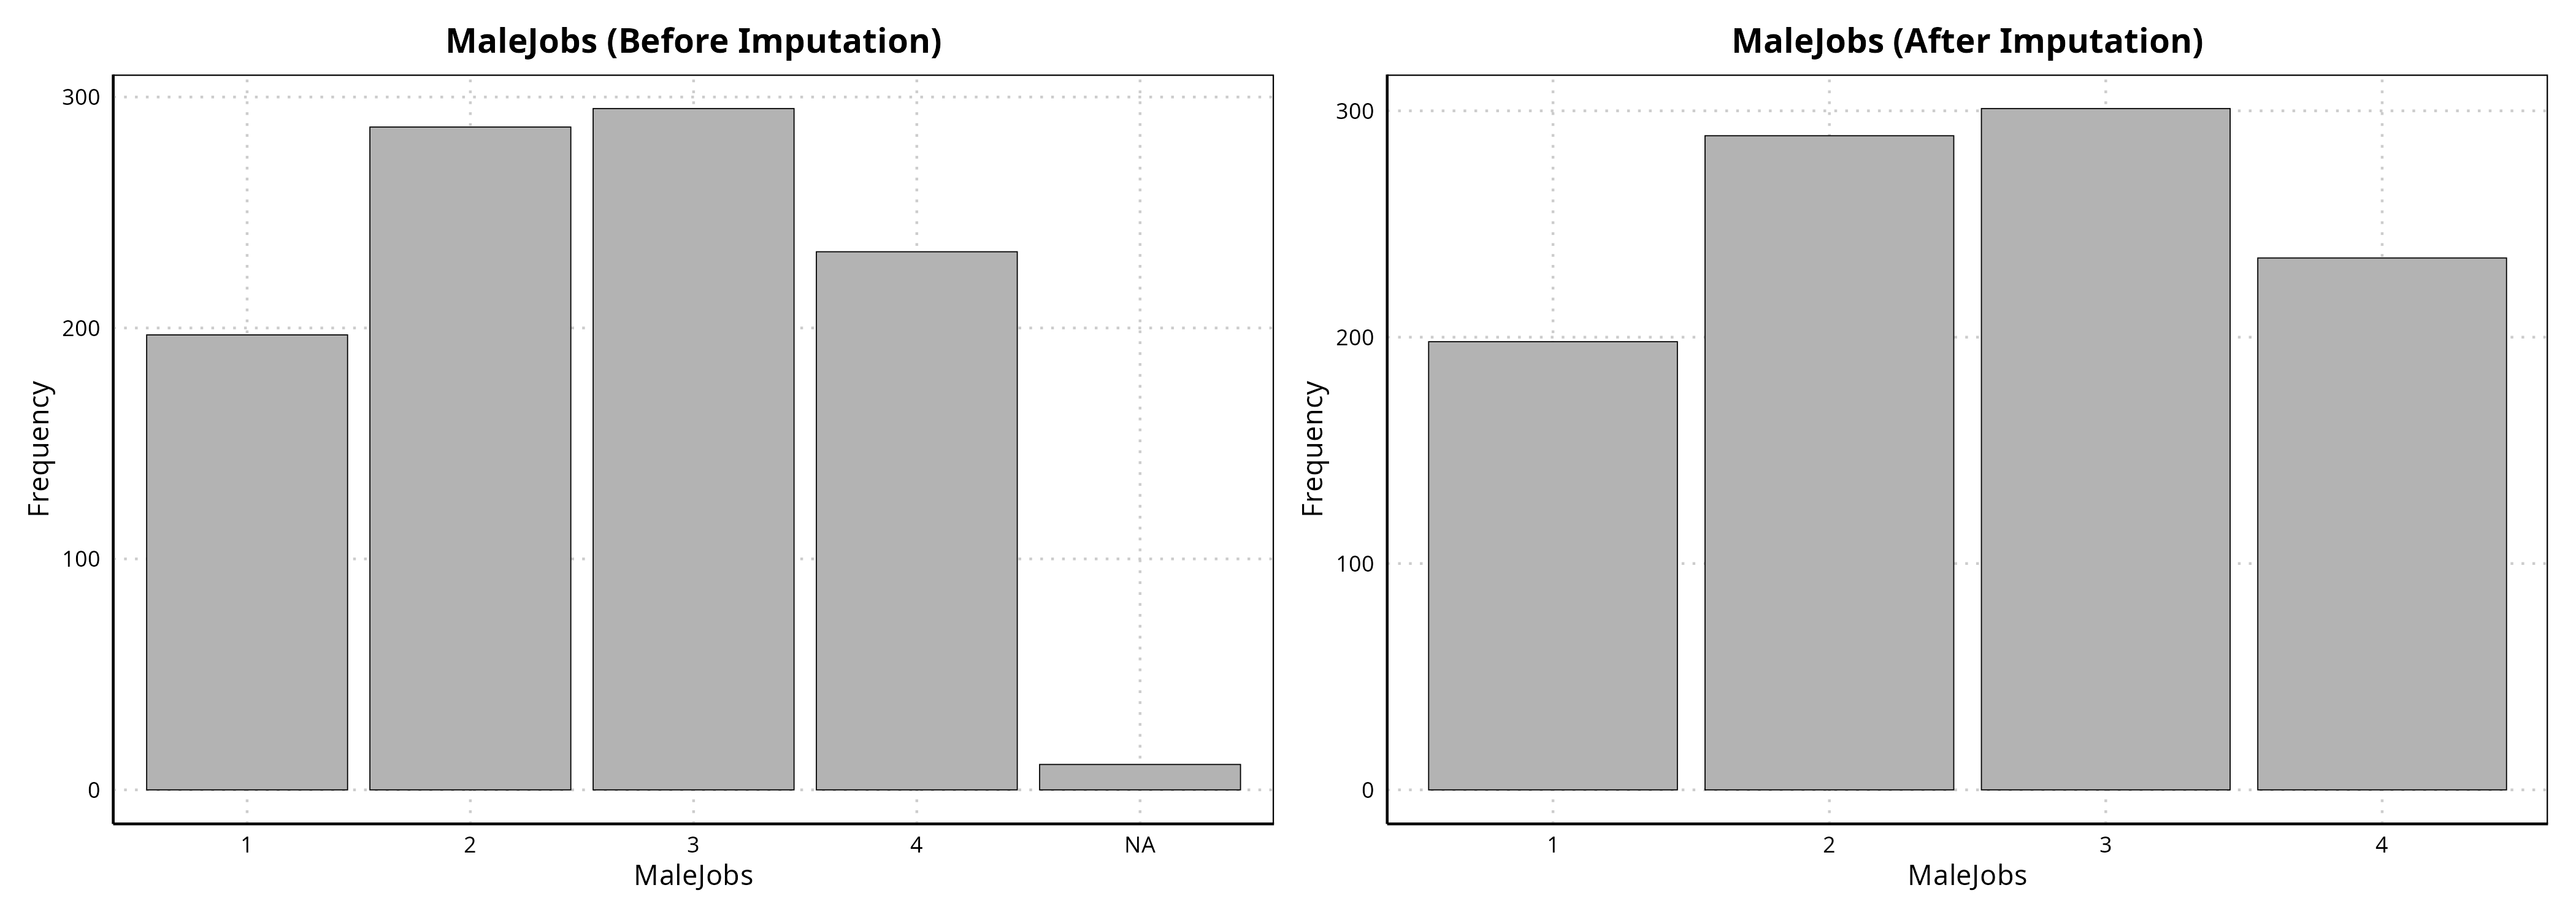 MaleJobs (Before Imputation)
300
200
100
0
Frequency
1 2 3 4 NA
MaleJobs
MaleJobs (After Imputation)
300
200
100
0
Frequency
1 2 3 4
MaleJobs